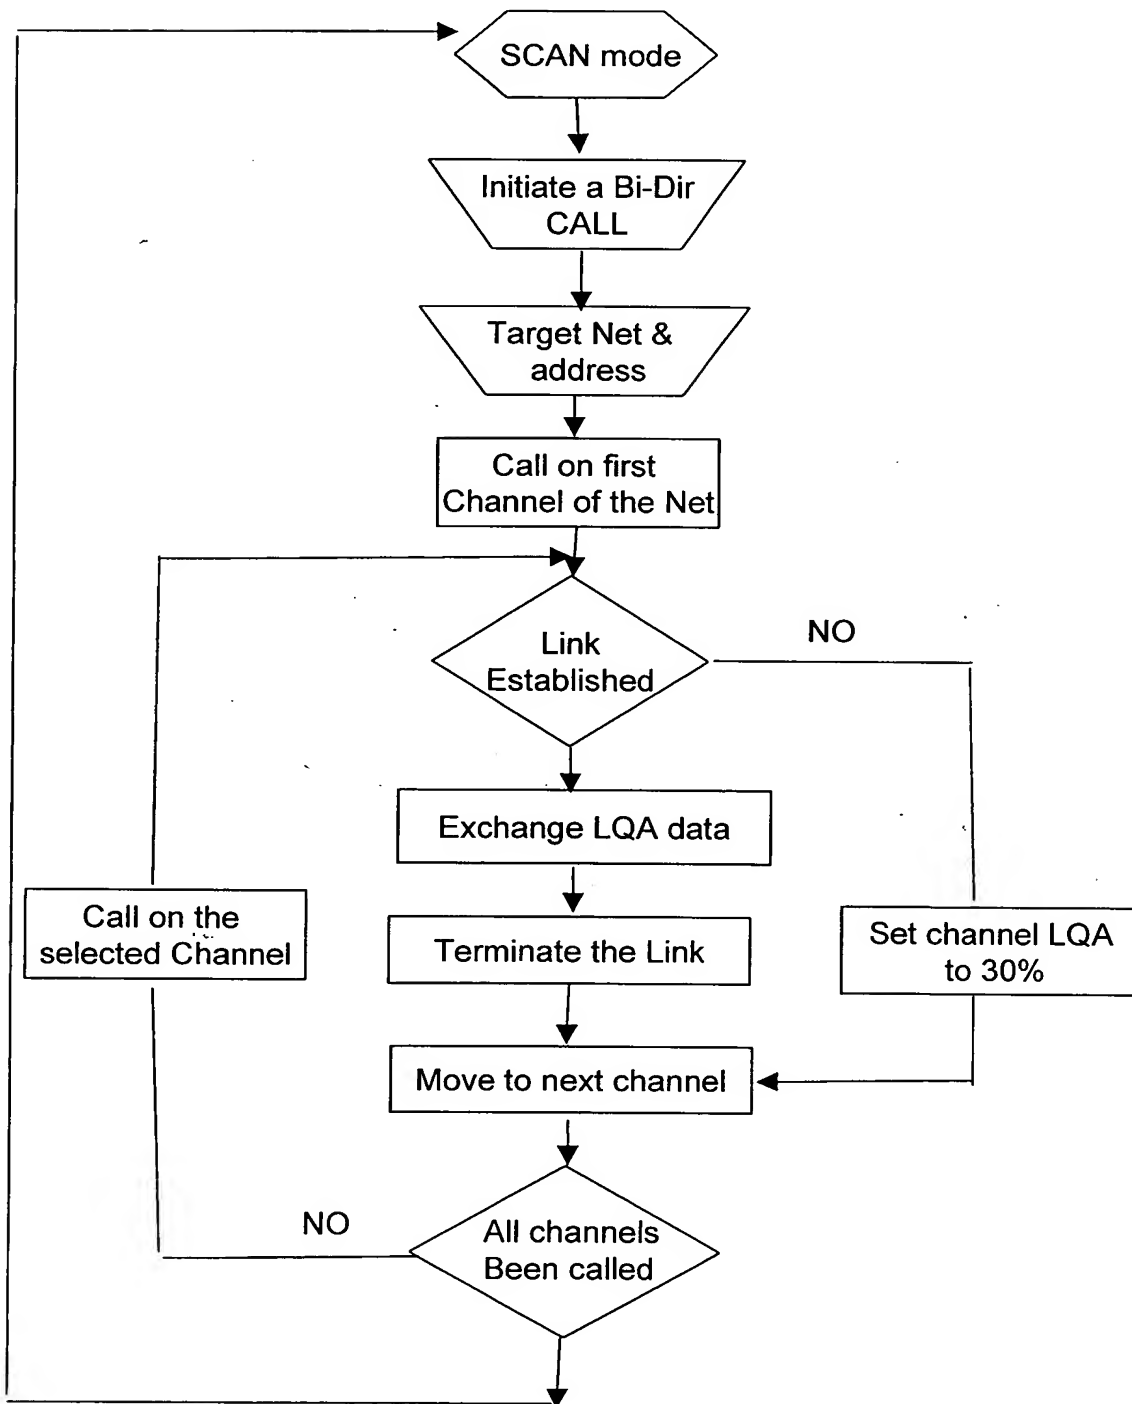 SCAN mode
Initiate a Bi-Dir
CALL
Target Net &
address
Call on first
Channel of the Net
Link
Established
NO
Exchange LQA data
Call on the
selected Channel
Terminate the Link
Set channel LQA
to 30%
Move to next channel
NO
All channels
Been called